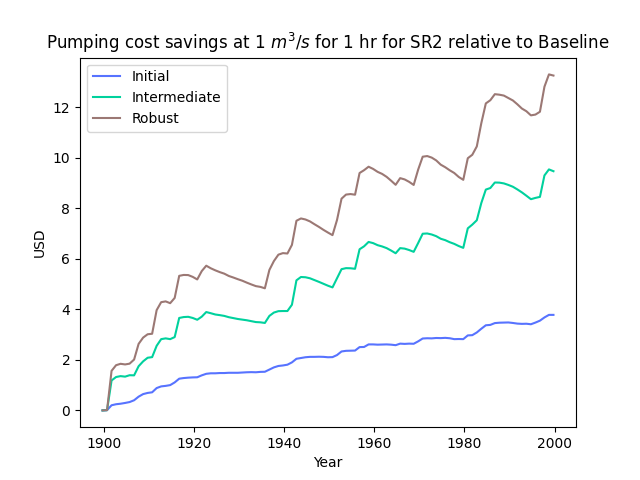 Pumping cost savings at 1 m³/s for 1 hr for SR2 relative to Baseline
Initial
Intermediate
Robust
12
10
8
6
4
2
0
USD
1900 1920 1940 1960 1980 2000
Year